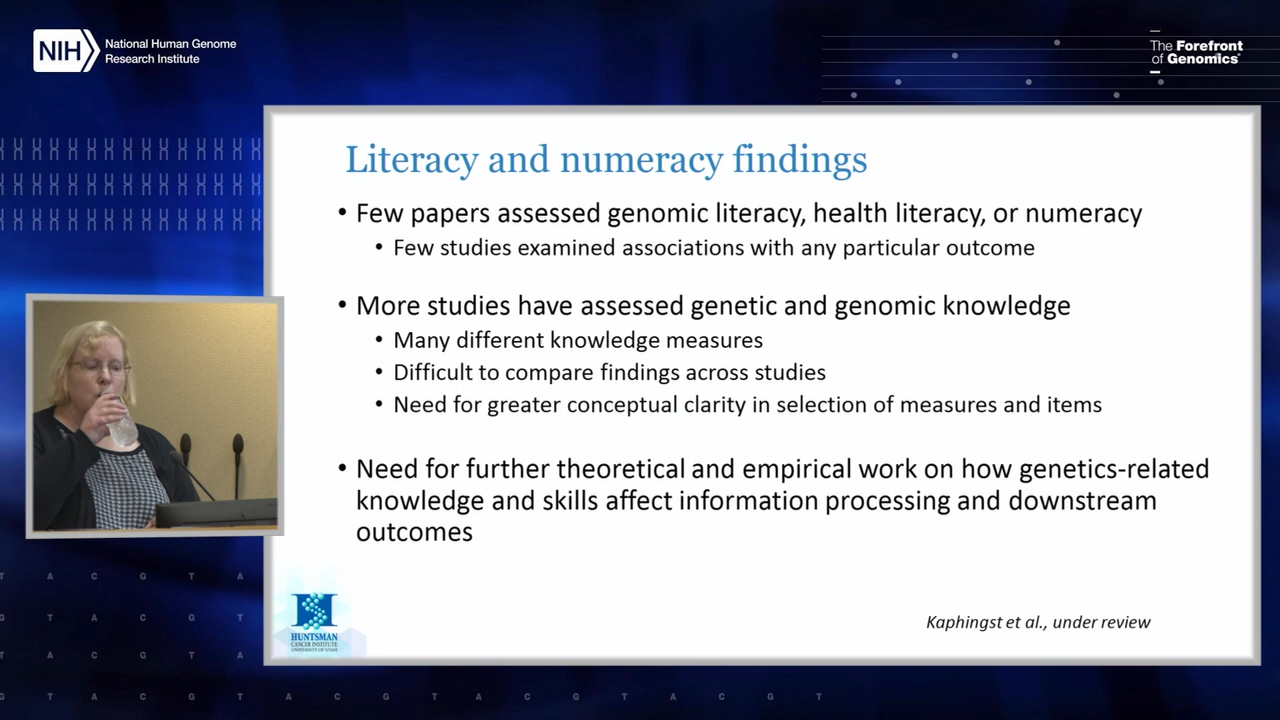 NIH
National Human Genome
Research Institute
The Forefront
of Genomics®
Literacy and numeracy findings
• Few papers assessed genomic literacy, health literacy, or numeracy
• Few studies examined associations with any particular outcome
• More studies have assessed genetic and genomic knowledge
• Many different knowledge measures
• Difficult to compare findings across studies
• Need for greater conceptual clarity in selection of measures and items
• Need for further theoretical and empirical work on how genetics-related
knowledge and skills affect information processing and downstream
outcomes
HUNTSMAN
CANCER INSTITUTE
UNIVERSITY OF UTAH
Kaphingst et al., under review
T A C G T A
G T A C G T
T A C G T A
G T A C G T A C G T A C G T A C G T